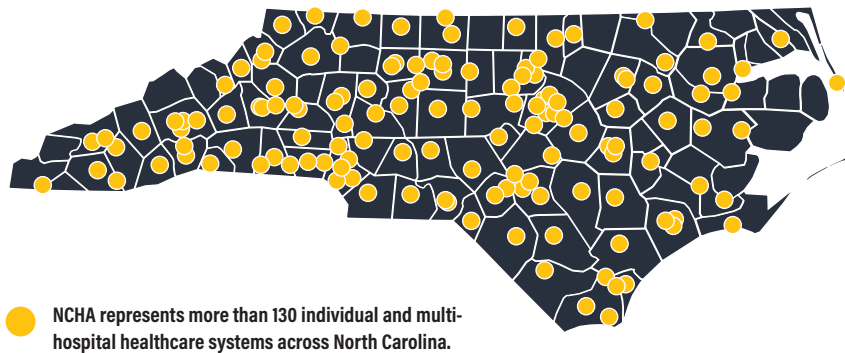 NCHA represents more than 130 individual and multi-
hospital healthcare systems across North Carolina.